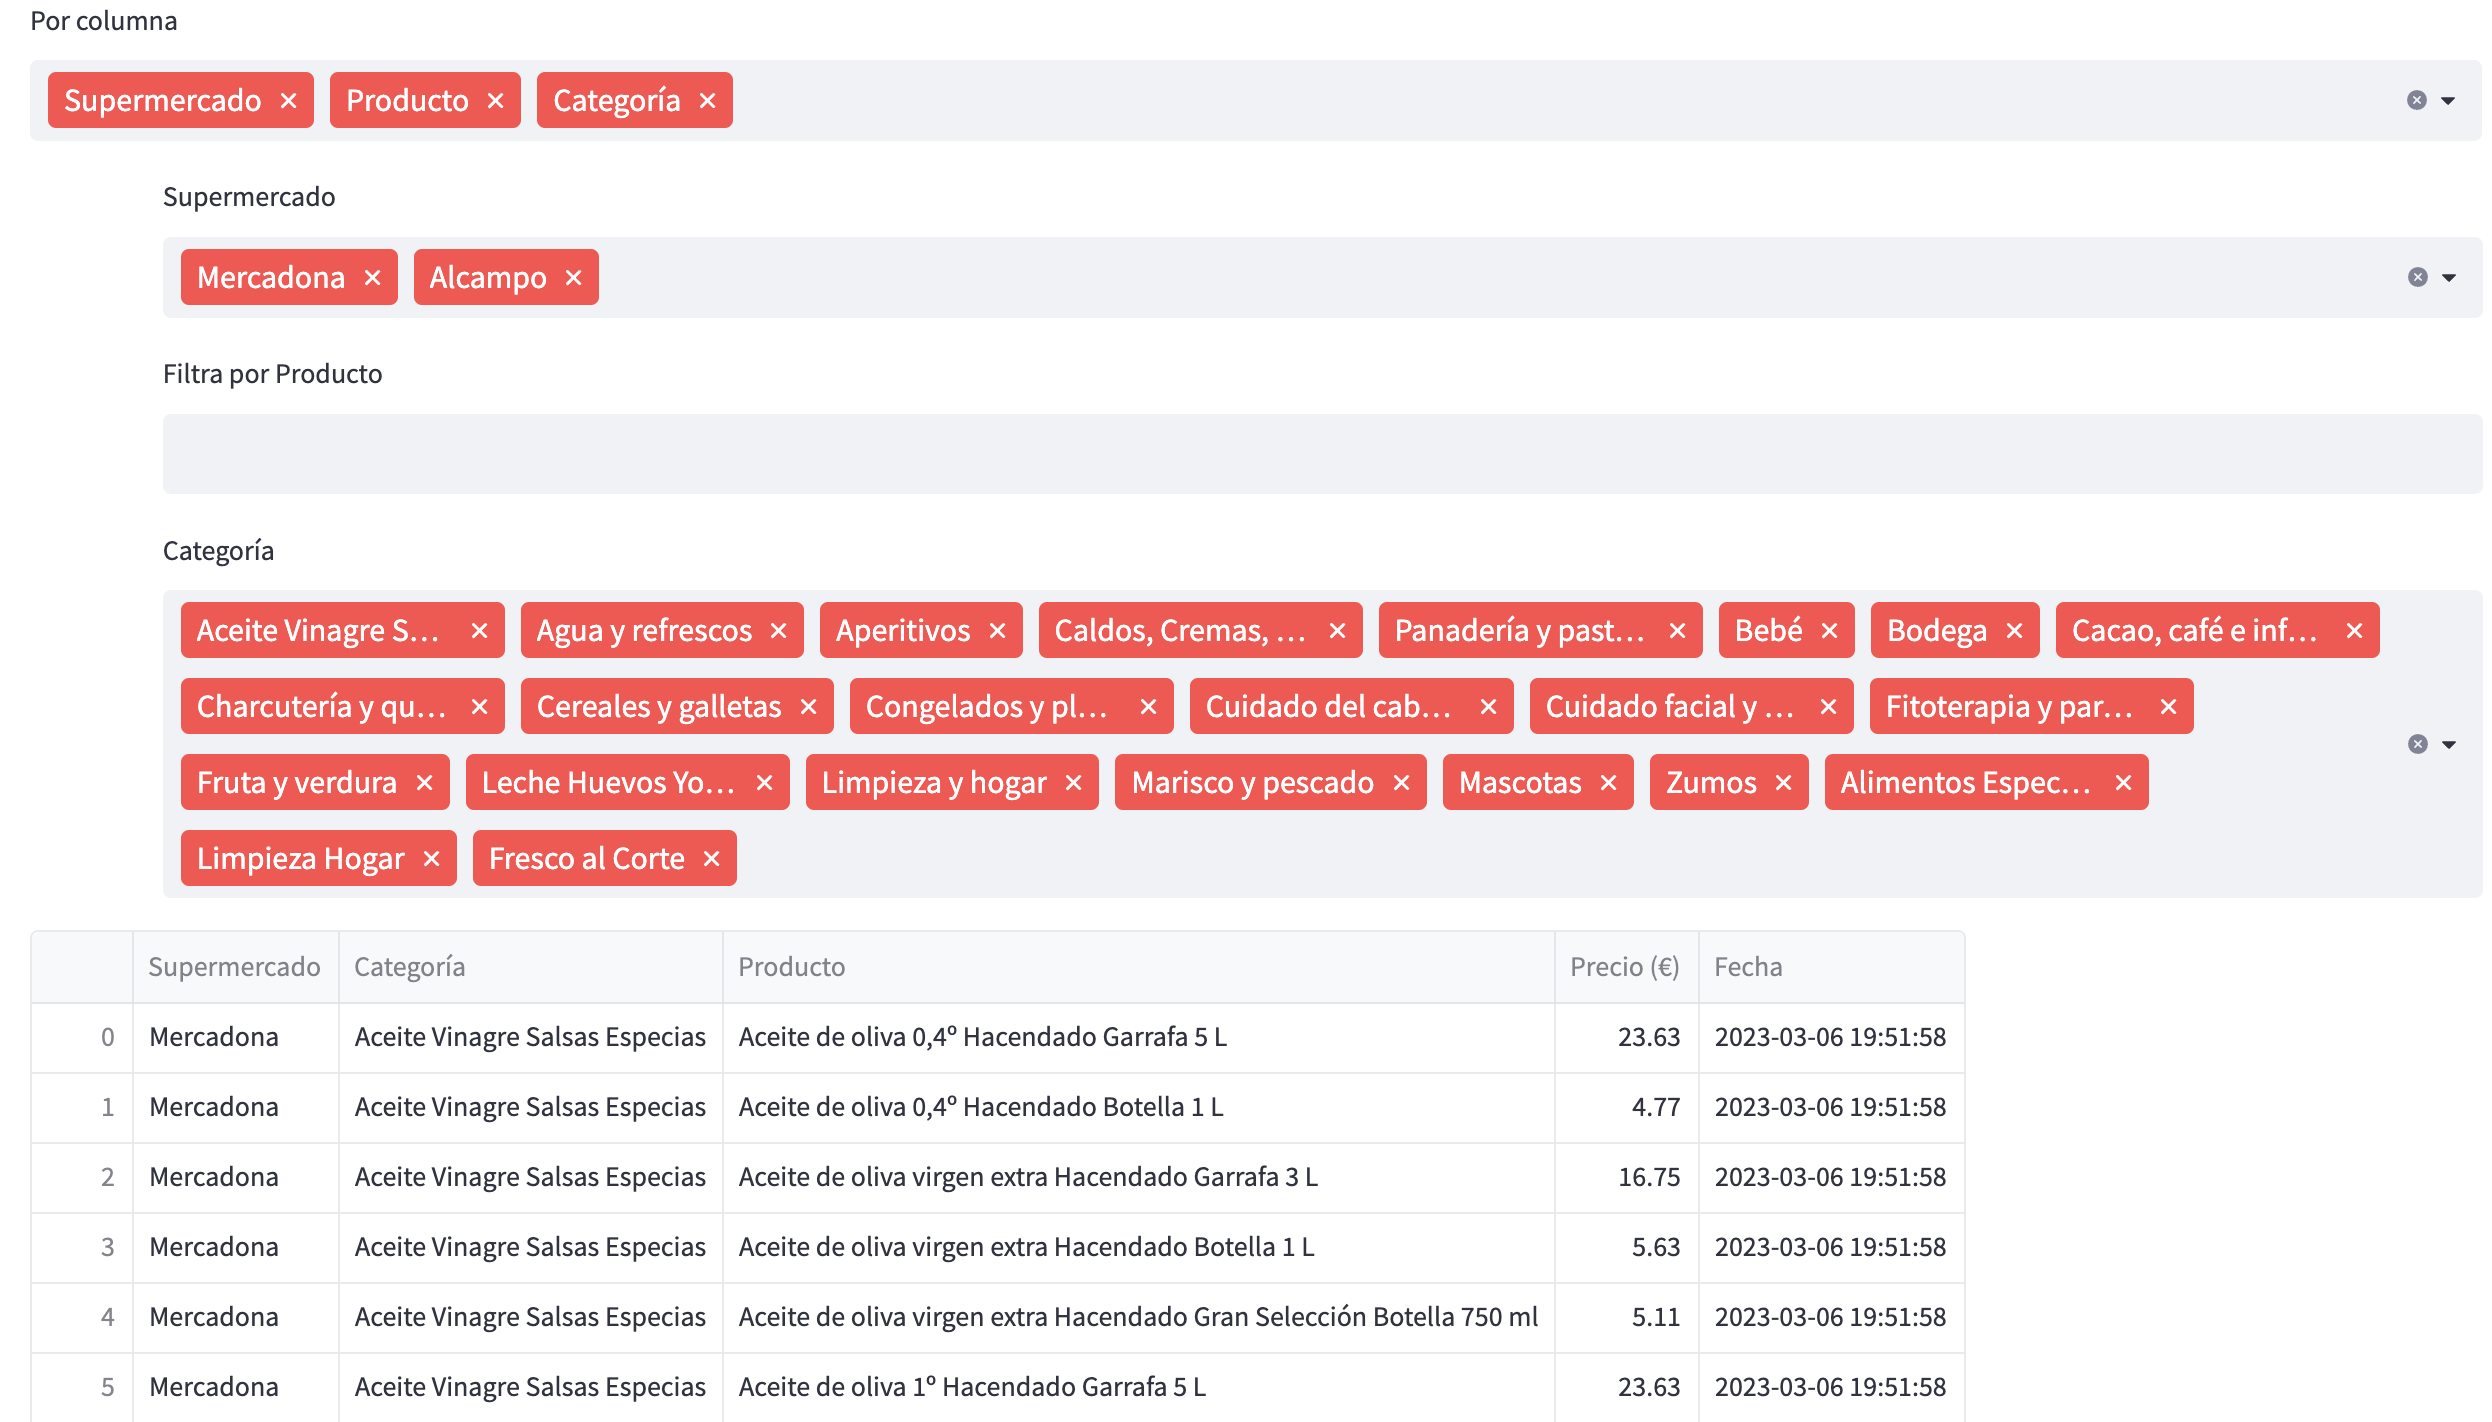 Por columna
Supermercado Producto Categoría
Supermercado
Mercadona Alcampo
Filtra por Producto
Categoría
Aceite Vinagre S... Agua y refrescos Aperitivos Caldos, Cremas, ... Panadería y past... Bebé Bodega Cacao, café e inf...
Charcutería y qu... Cereales y galletas Congelados y pl... Cuidado del cab... Cuidado facial y ... Fitoterapia y par...
Fruta y verdura Leche Huevos Yo... Limpieza y hogar Marisco y pescado Mascotas Zumos Alimentos Espec...
Limpieza Hogar Fresco al Corte
Supermercado Categoría Producto Precio (€) Fecha
0 Mercadona Aceite Vinagre Salsas Especias Aceite de oliva 0,4º Hacendado Garrafa 5 L 23.63 2023-03-06 19:51:58
1 Mercadona Aceite Vinagre Salsas Especias Aceite de oliva 0,4º Hacendado Botella 1 L 4.77 2023-03-06 19:51:58
2 Mercadona Aceite Vinagre Salsas Especias Aceite de oliva virgen extra Hacendado Garrafa 3 L 16.75 2023-03-06 19:51:58
3 Mercadona Aceite Vinagre Salsas Especias Aceite de oliva virgen extra Hacendado Botella 1 L 5.63 2023-03-06 19:51:58
4 Mercadona Aceite Vinagre Salsas Especias Aceite de oliva virgen extra Hacendado Gran Selección Botella 750 ml 5.11 2023-03-06 19:51:58
5 Mercadona Aceite Vinagre Salsas Especias Aceite de oliva 1º Hacendado Garrafa 5 L 23.63 2023-03-06 19:51:58